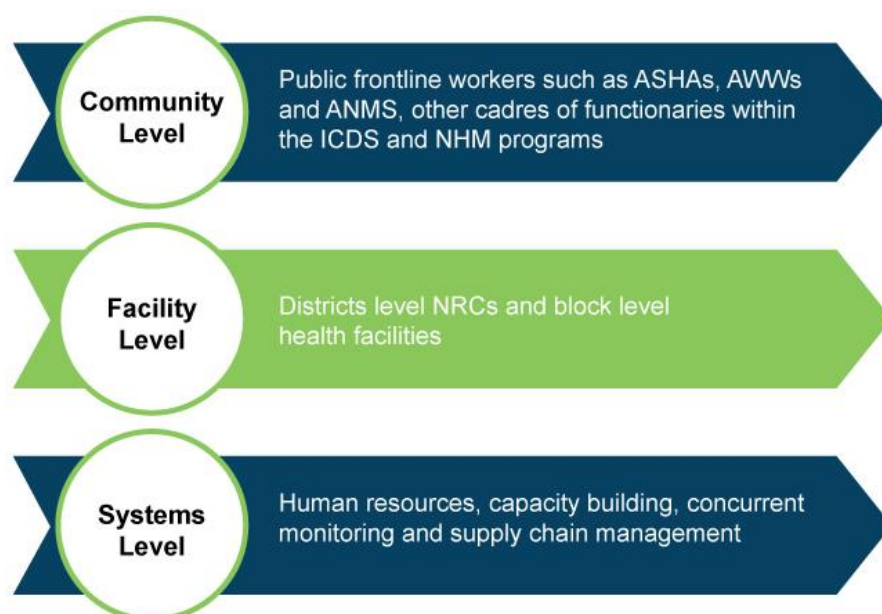 Community
Level
Public frontline workers such as ASHAs, AWWs
and ANMS, other cadres of functionaries within
the ICDS and NHM programs
Facility
Level
Districts level NRCs and block level
health facilities
Systems
Level
Human resources, capacity building, concurrent
monitoring and supply chain management